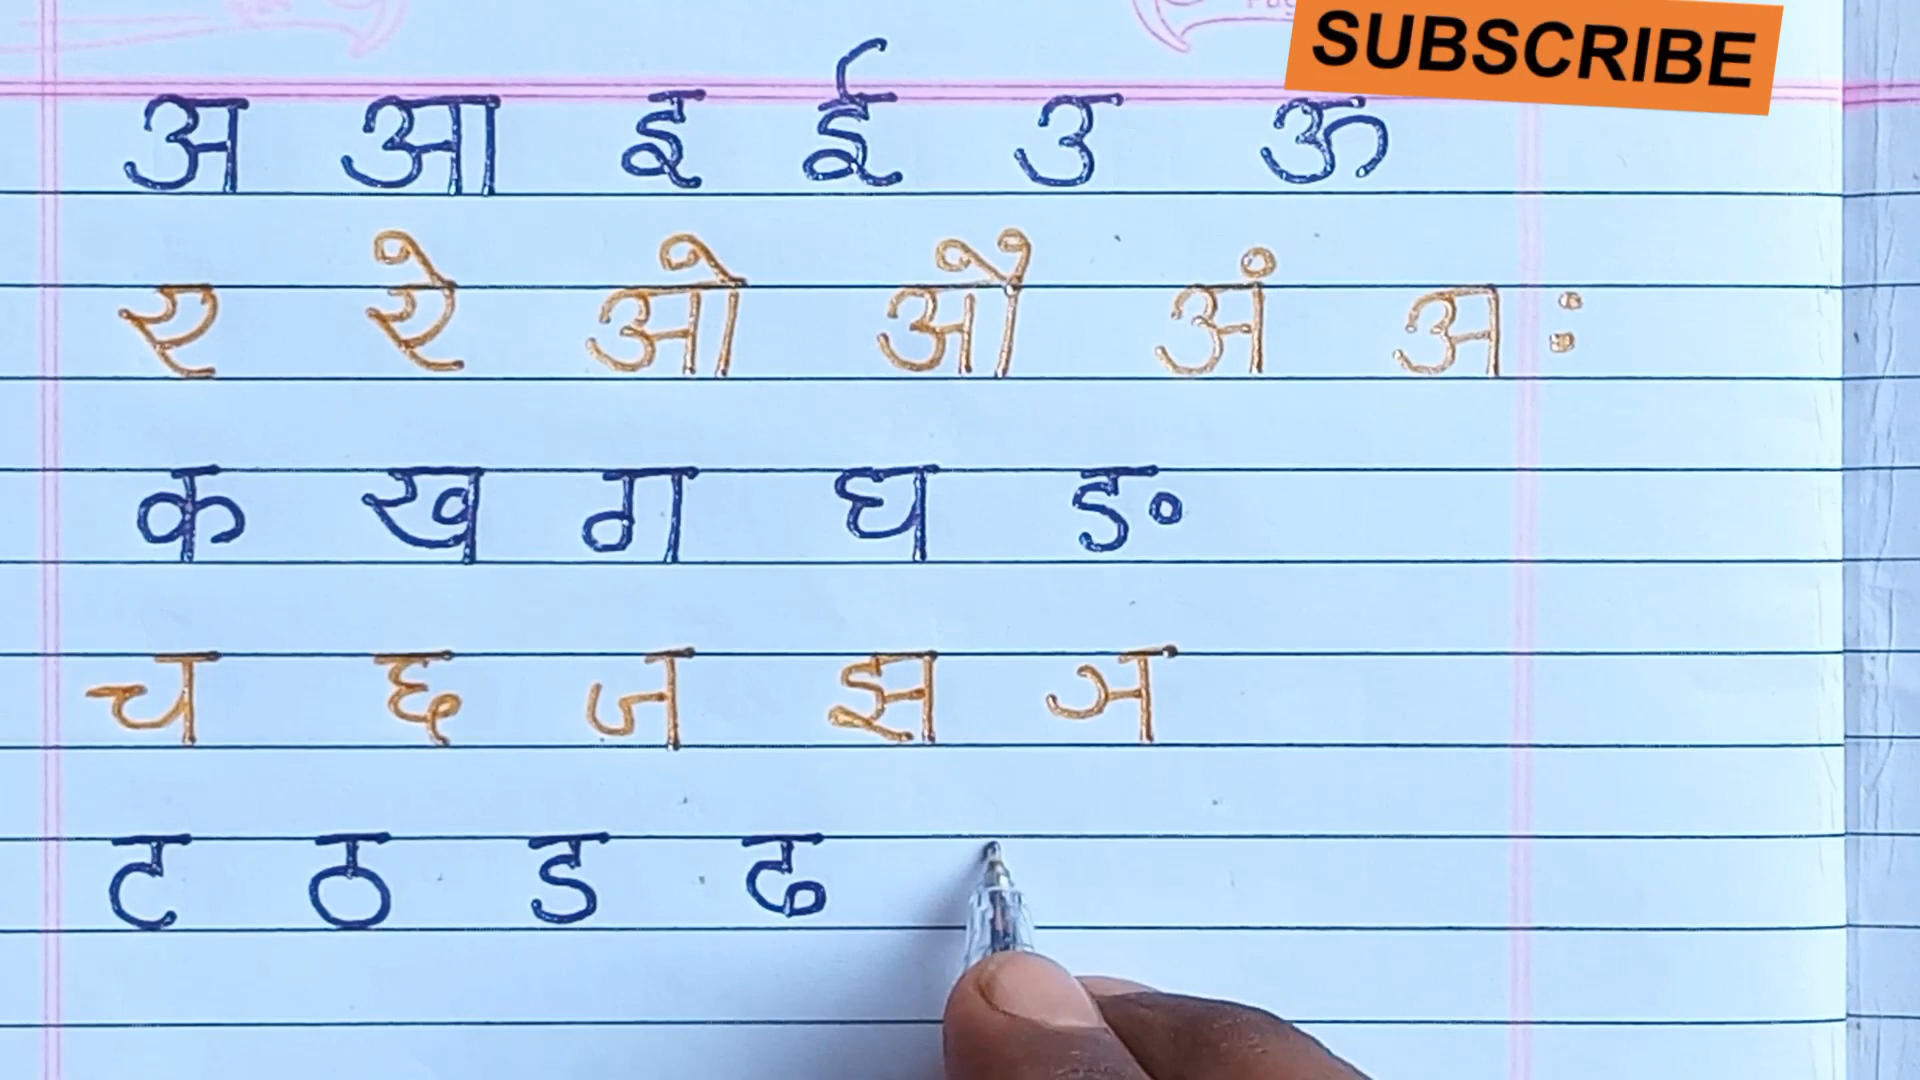 SUBSCRIBE
अ आ इ ई उ ऊ
ए ऐ ओ औ अं अः
क ख ग घ ङ
च छ ज झ ञ
ट ठ ड ढ